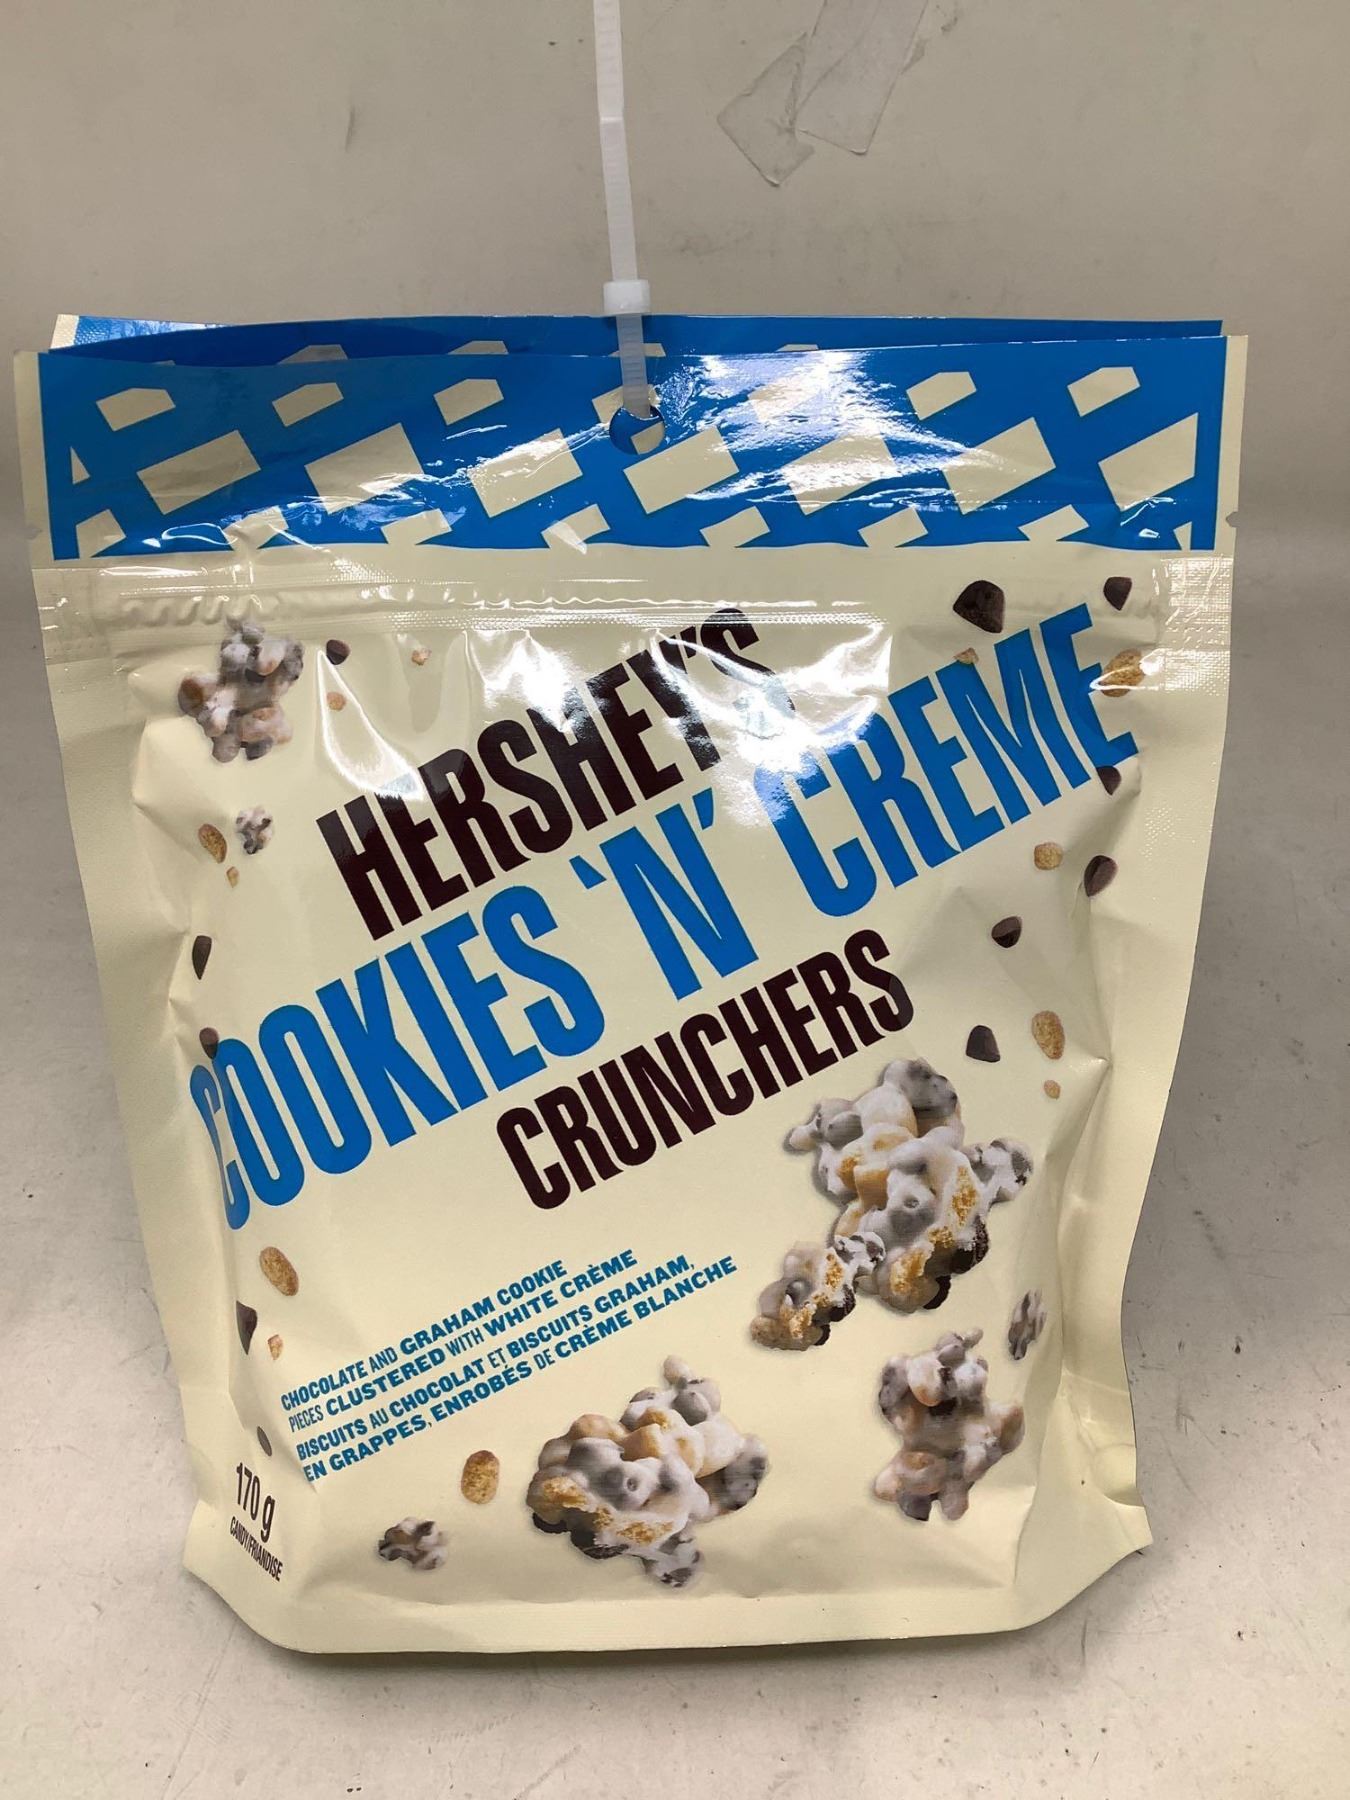 HERSHEY'S
COOKIES 'N' CREME
CRUNCHERS
CHOCOLATE AND GRAHAM COOKIE
PIECES CLUSTERED WITH WHITE CRÈME
BISCUITS AU CHOCOLAT ET BISCUITS GRAHAM,
EN GRAPPES, ENROBÉS DE CRÈME BLANCHE
170 g
CANDY/FRIANDISE